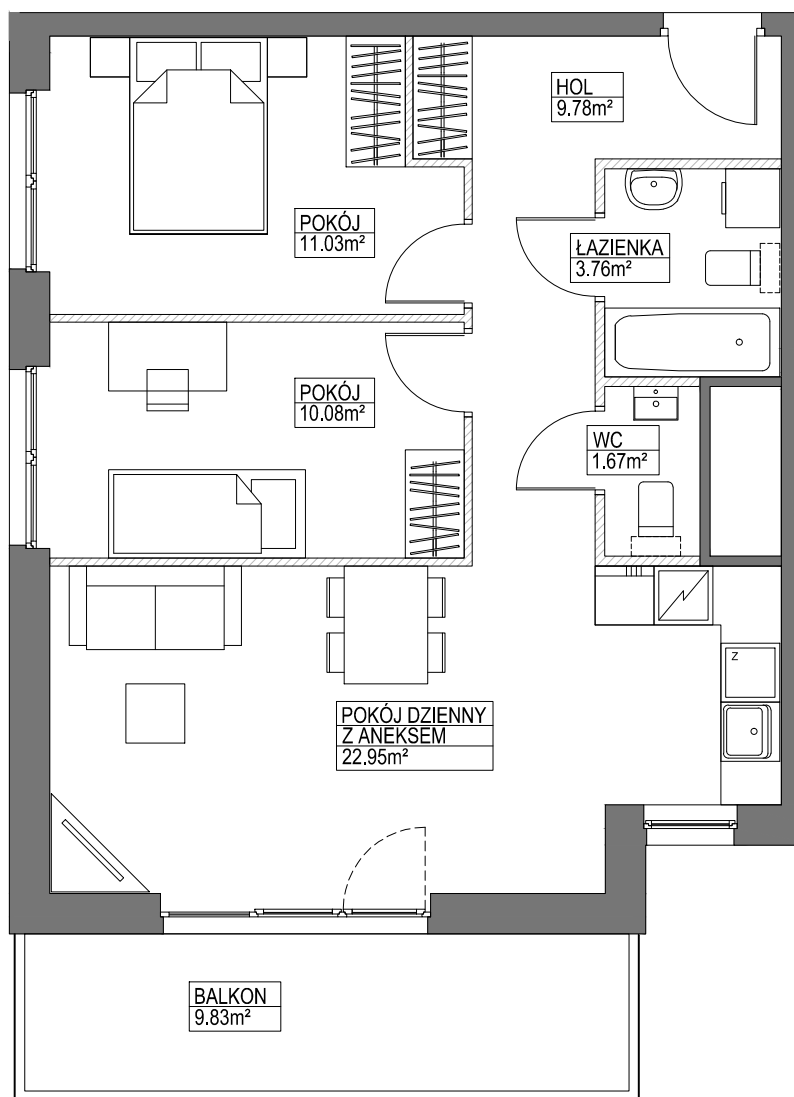 HOL
9.78m²
POKÓJ
11.03m²
ŁAZIENKA
3.76m²
POKÓJ
10.08m²
WC
1.67m²
Z
POKÓJ DZIENNY
Z ANEKSEM
22.95m²
BALKON
9.83m²